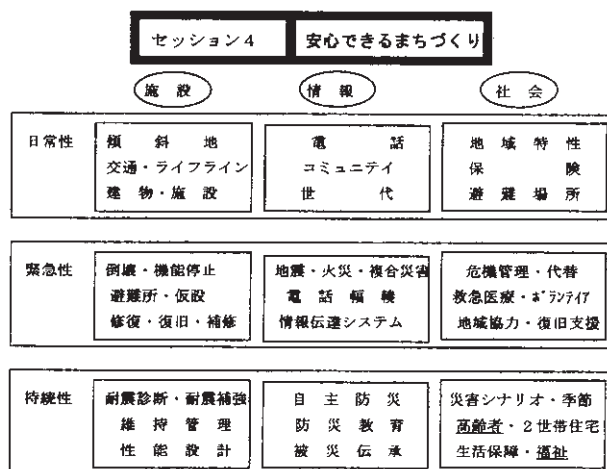 セッション4 安心できるまちづくり
施設 情報 社会
日常性
傾斜地
交通・ライフライン
建物・施設
電話
コミュニテイ
世代
地域特性
保険
避難場所
緊急性
倒壊・機能停止
避難所・仮設
修復・復旧・補修
地震・火災・複合災害
電話輻輳
情報伝達システム
危機管理・代替
救急医療・ボランティア
地域協力・復旧支援
持続性
耐震診断・耐震補強
維持管理
性能設計
自主防災
防災教育
被災伝承
災害シナリオ・季節
高齢者・2世帯住宅
生活保障・福祉